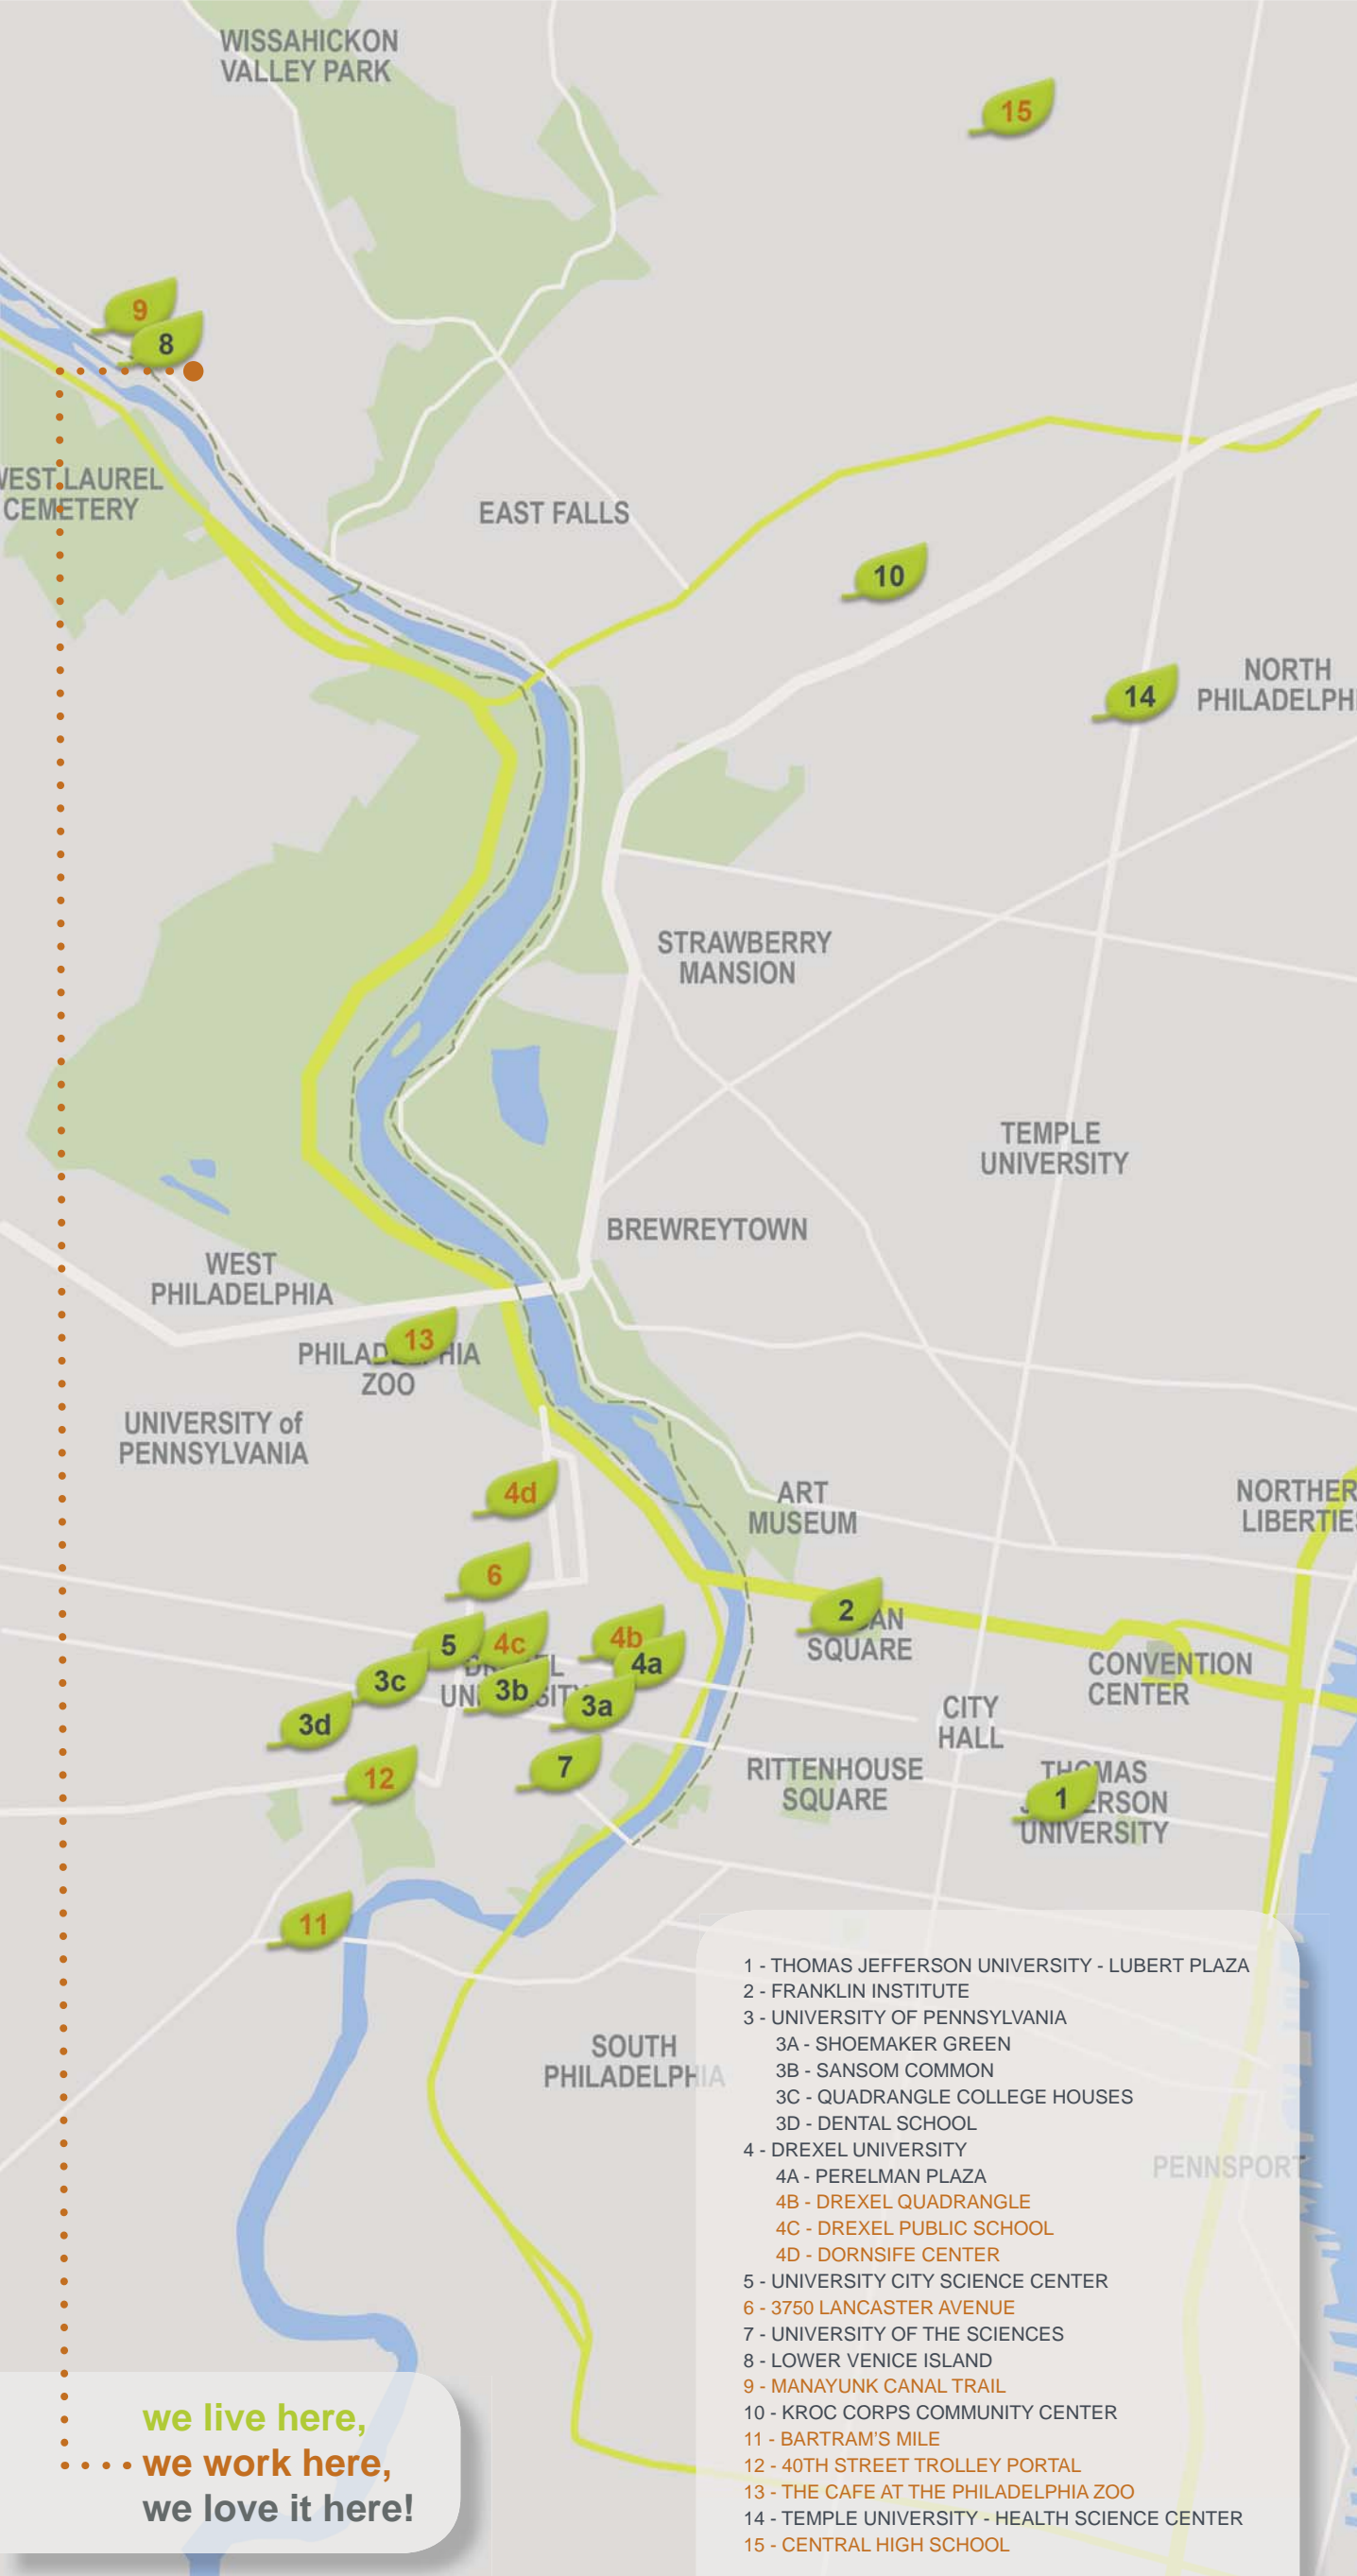 WISSAHICKON
VALLEY PARK
15
9
8
WEST LAUREL
CEMETERY
EAST FALLS
10
NORTH
14
STRAWBERRY
MANSION
TEMPLE
UNIVERSITY
BREWREYTOWN
WEST
PHILADELPHIA
13
ZOO
UNIVERSITY of
PENNSYLVANIA
4d
ART
MUSEUM
6
2
SQUARE
5
4c
4b
4a
3c
3b
3a
3d
CONVENTION
CENTER
CITY
HALL
7
12
RITTENHOUSE
SQUARE
1
UNIVERSITY
11
SOUTH
PHILADELPHIA
PENNSPORT
1 - THOMAS JEFFERSON UNIVERSITY - LUBERT PLAZA
2 - FRANKLIN INSTITUTE
3 - UNIVERSITY OF PENNSYLVANIA
3A - SHOEMAKER GREEN
3B - SANSOM COMMON
3C - QUADRANGLE COLLEGE HOUSES
3D - DENTAL SCHOOL
4 - DREXEL UNIVERSITY
4A - PERELMAN PLAZA
4B - DREXEL QUADRANGLE
4C - DREXEL PUBLIC SCHOOL
4D - DORNSIFE CENTER
5 - UNIVERSITY CITY SCIENCE CENTER
6 - 3750 LANCASTER AVENUE
7 - UNIVERSITY OF THE SCIENCES
8 - LOWER VENICE ISLAND
9 - MANAYUNK CANAL TRAIL
10 - KROC CORPS COMMUNITY CENTER
11 - BARTRAM'S MILE
12 - 40TH STREET TROLLEY PORTAL
13 - THE CAFE AT THE PHILADELPHIA ZOO
14 - TEMPLE UNIVERSITY - HEALTH SCIENCE CENTER
15 - CENTRAL HIGH SCHOOL
we live here,
we work here,
we love it here!